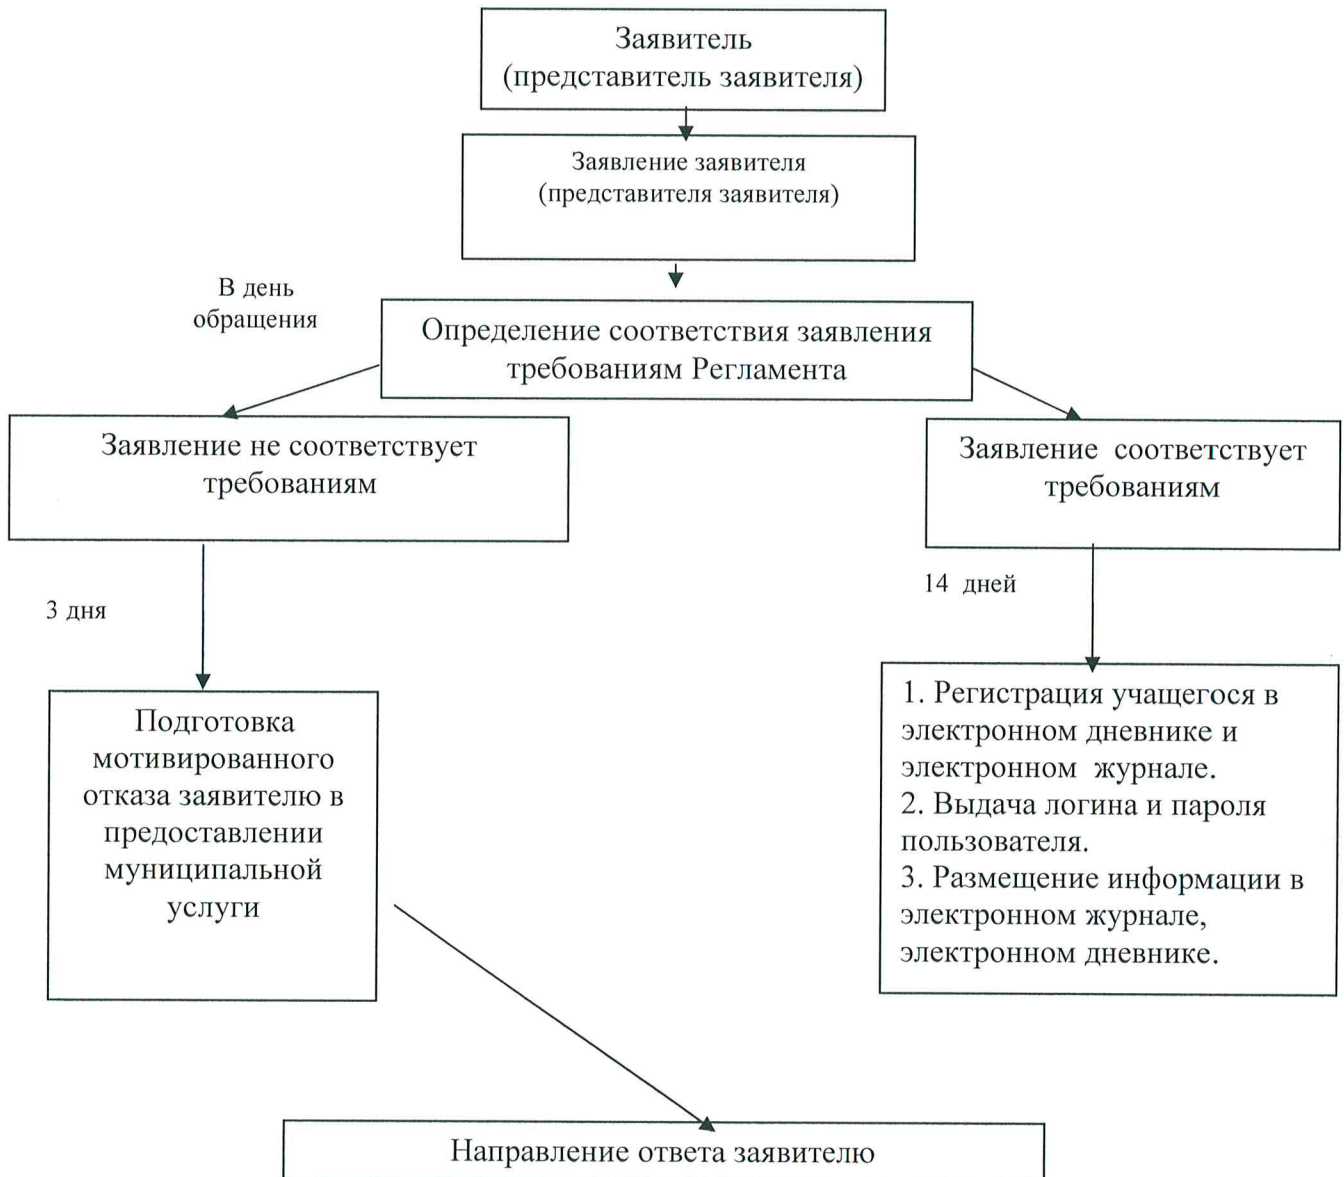 Заявитель
(представитель заявителя)
Заявление заявителя
(представителя заявителя)
В день
обращения
Определение соответствия заявления
требованиям Регламента
Заявление не соответствует
требованиям
Заявление соответствует
требованиям
3 дня
14 дней
Подготовка
мотивированного
отказа заявителю в
предоставлении
муниципальной
услуги
1. Регистрация учащегося в
электронном дневнике и
электронном журнале.
2. Выдача логина и пароля
пользователя.
3. Размещение информации в
электронном журнале,
электронном дневнике.
Направление ответа заявителю